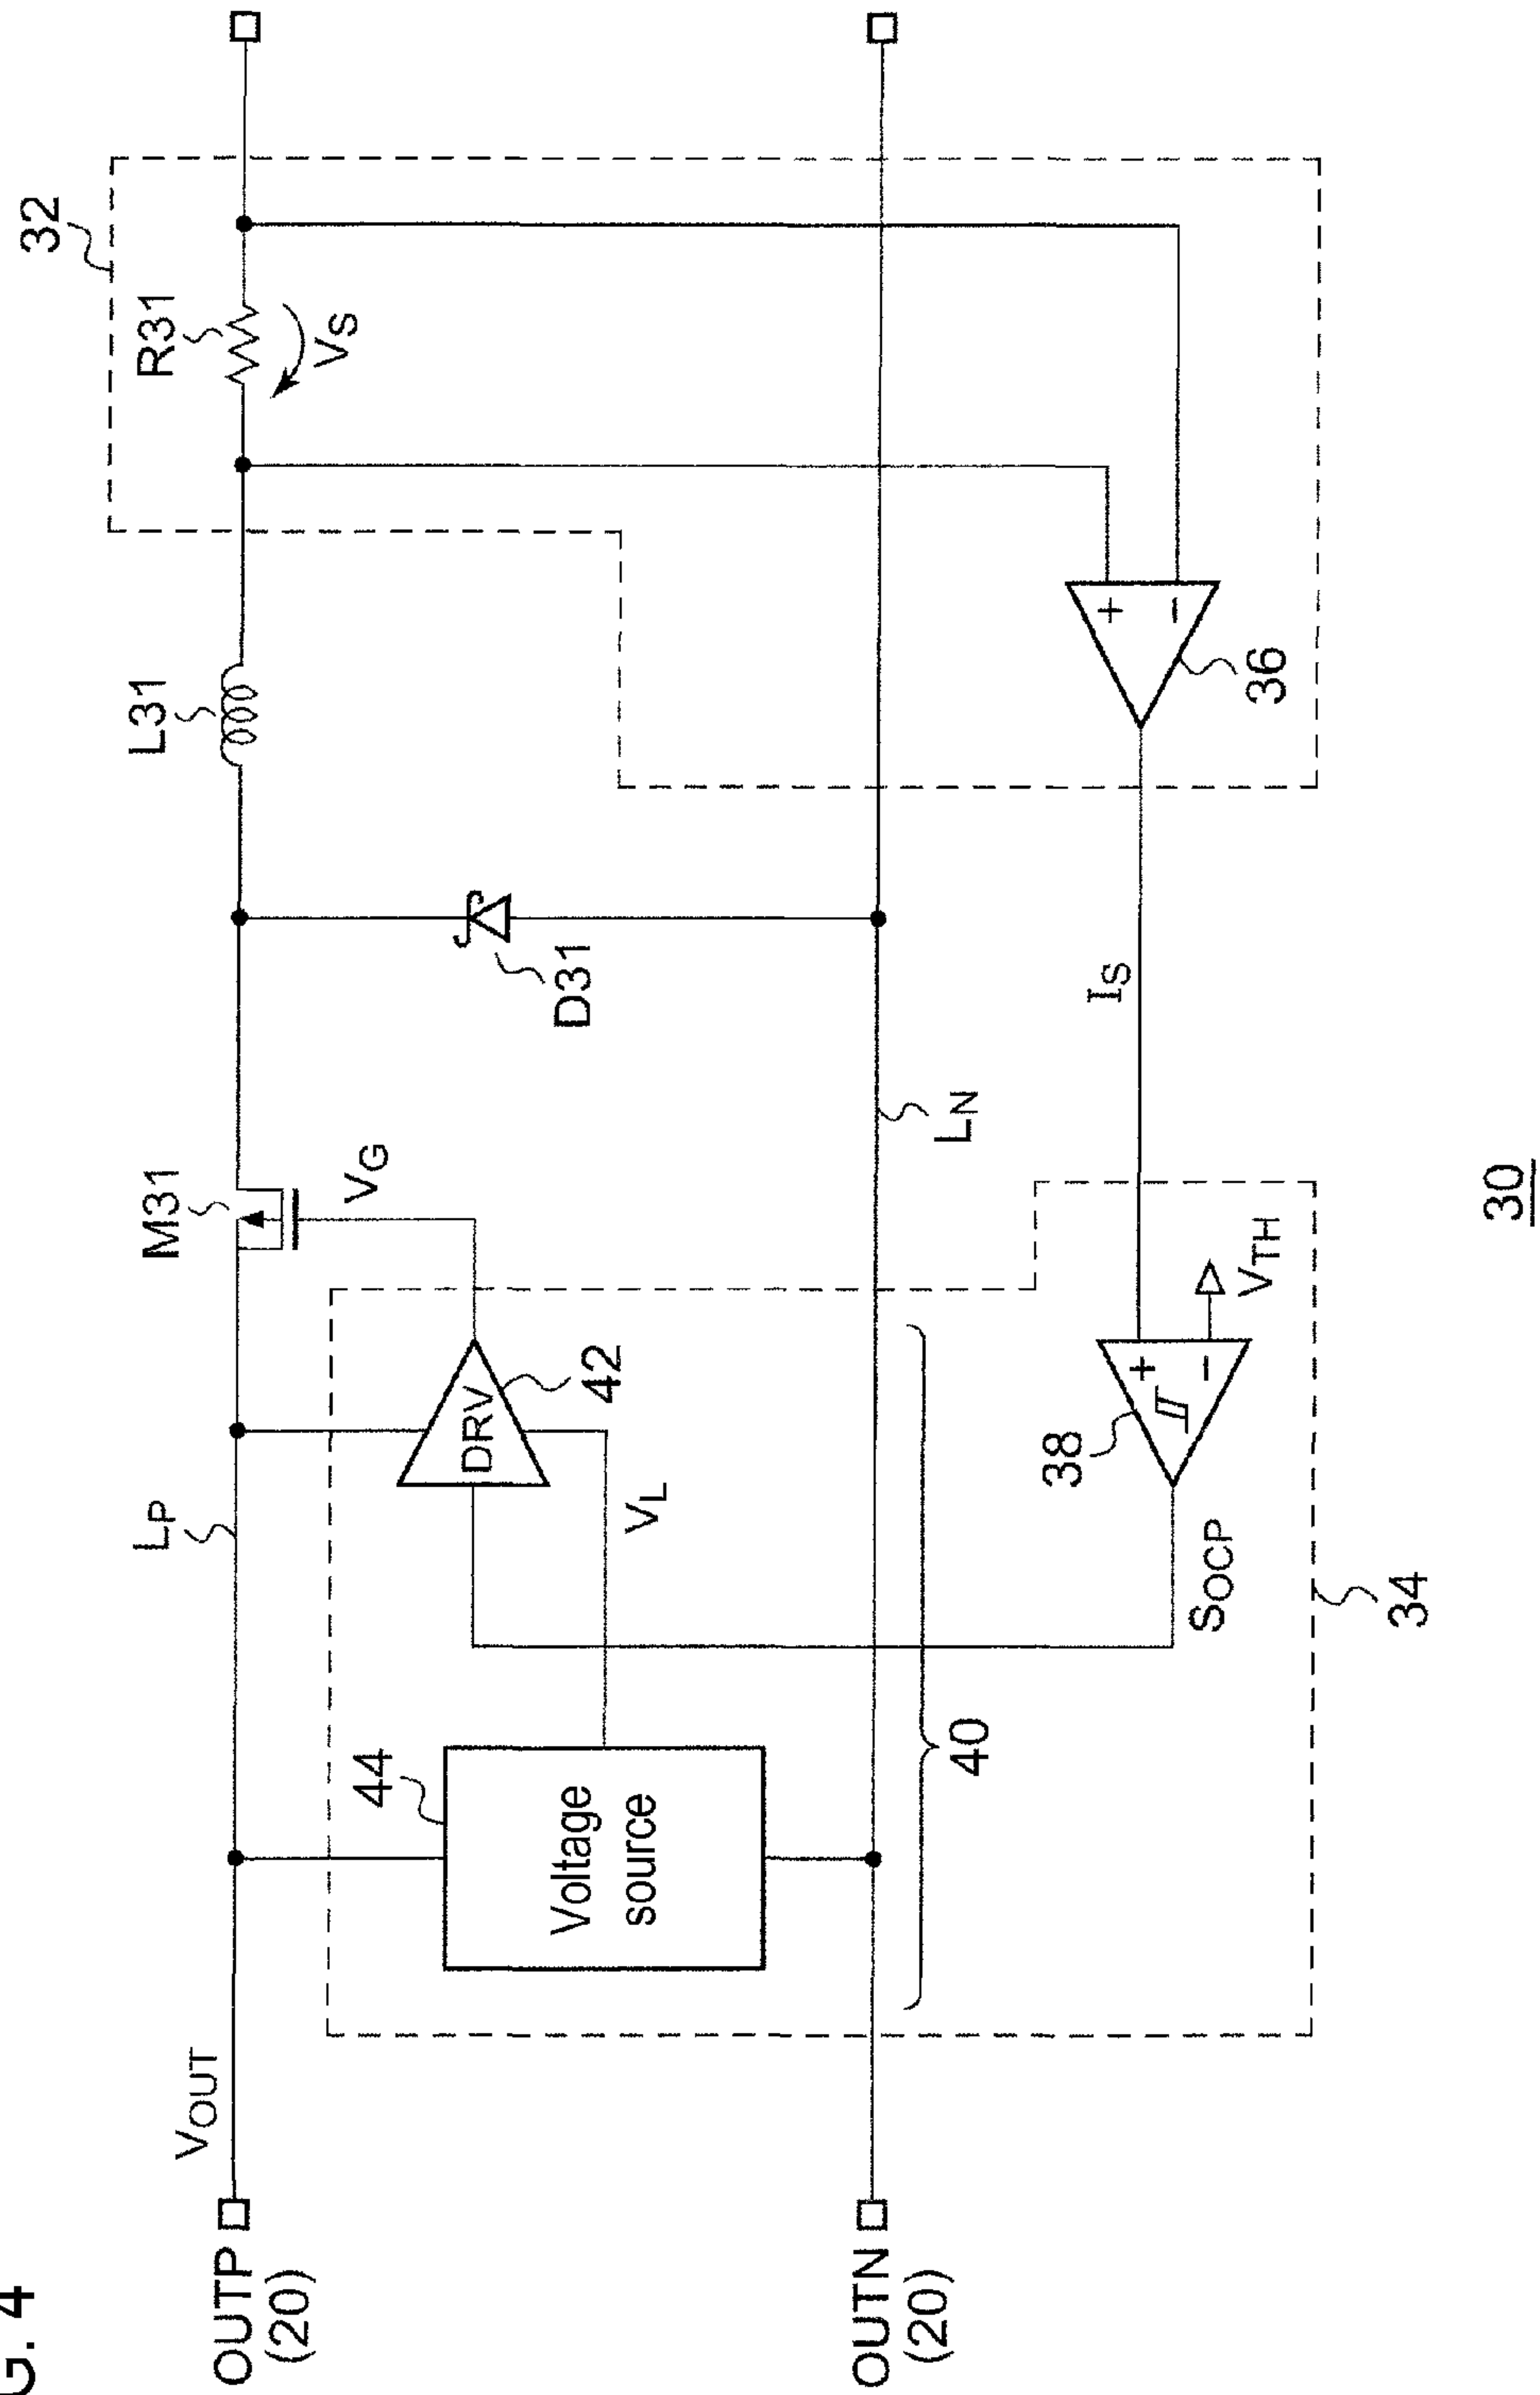 G. 4
VOUT
LP
M31
VG
L31
R31
VS
32
44
Voltage
source
VL
DRV
42
D31
LN
40
38
+
−
VTH
SOCP
34
IS
+
−
36
OUTP
(20)
OUTN
(20)
30